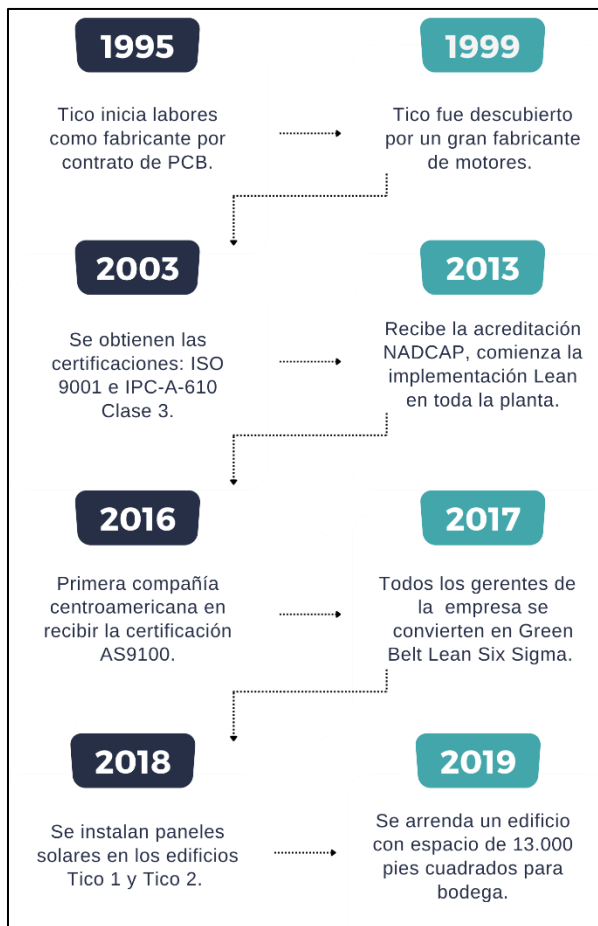 1995
Tico inicia labores
como fabricante por
contrato de PCB.
1999
Tico fue descubierto
por un gran fabricante
de motores.
2003
Se obtienen las
certificaciones: ISO
9001 e IPC-A-610
Clase 3.
2013
Recibe la acreditación
NADCAP, comienza la
implementación Lean
en toda la planta.
2016
Primera compañía
centroamericana en
recibir la certificación
AS9100.
2017
Todos los gerentes de
la empresa se
convierten en Green
Belt Lean Six Sigma.
2018
Se instalan paneles
solares en los edificios
Tico 1 y Tico 2.
2019
Se arrenda un edificio
con espacio de 13.000
pies cuadrados para
bodega.